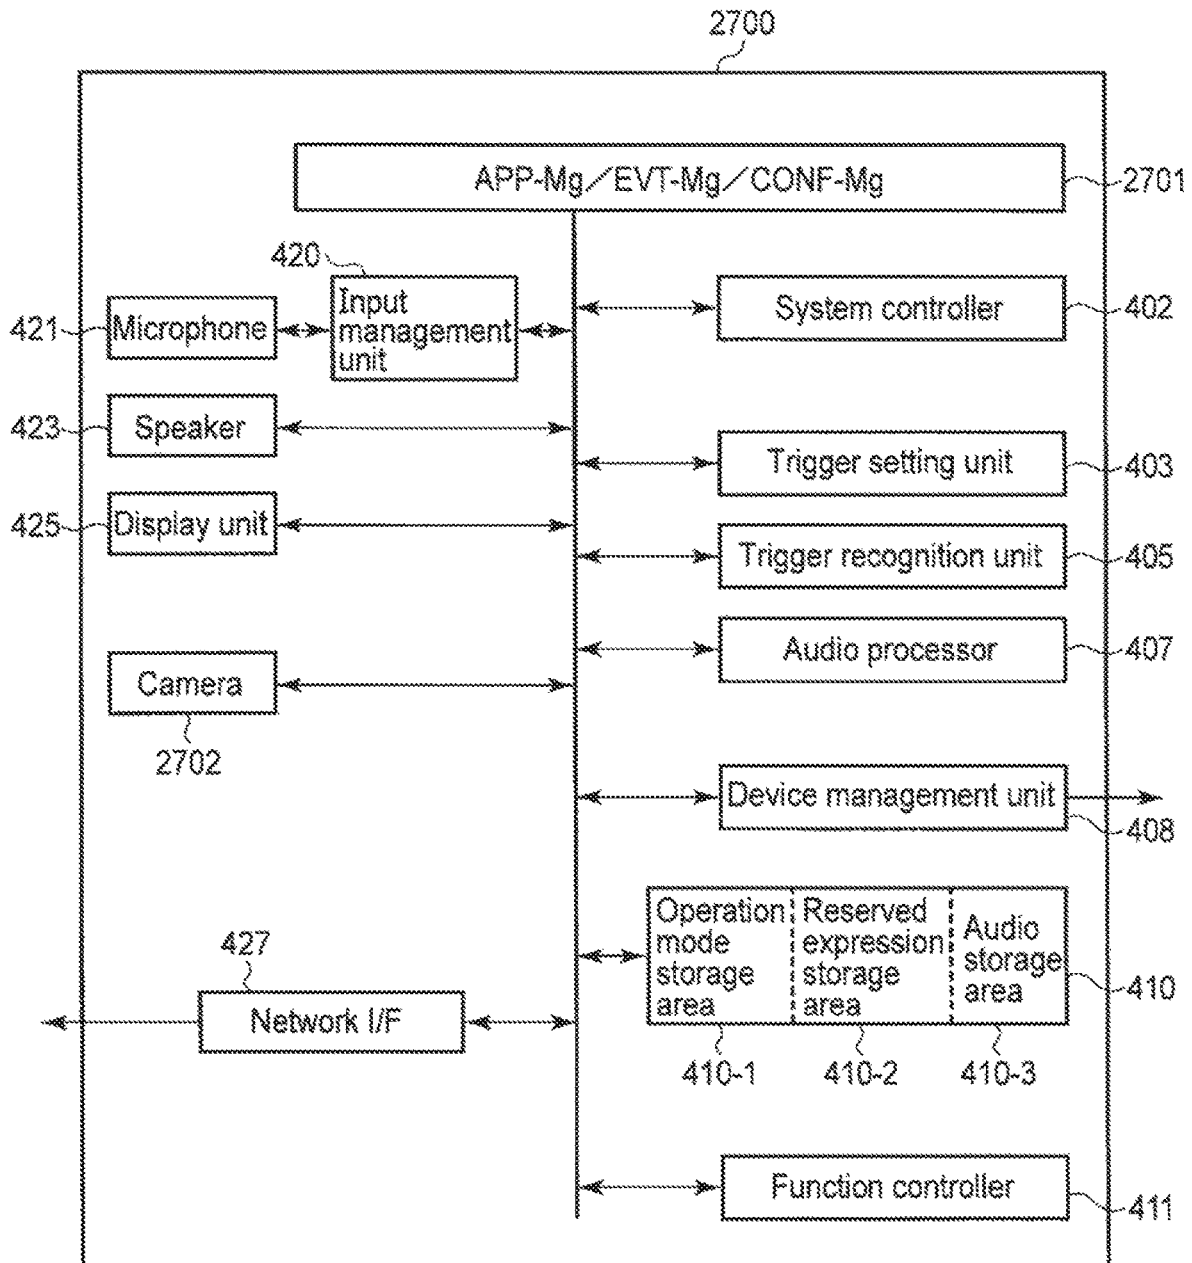 2700
APP-Mg/EVT-Mg/CONF-Mg
2701
420
Input
management
unit
System controller
402
421
Microphone
423
Speaker
Trigger setting unit
403
425
Display unit
Trigger recognition unit
405
Audio processor
407
Camera
2702
Device management unit
408
Operation
mode
storage
area
Reserved
expression
storage
area
Audio
storage
area
410
410-1
410-2
410-3
427
Network I/F
Function controller
411